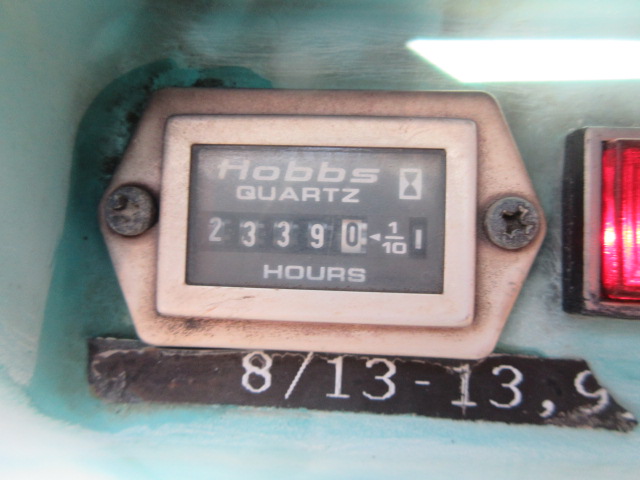 Hobbs
QUARTZ
2 3 3 9 0 ◄ 1/10
HOURS
8/13-13,9